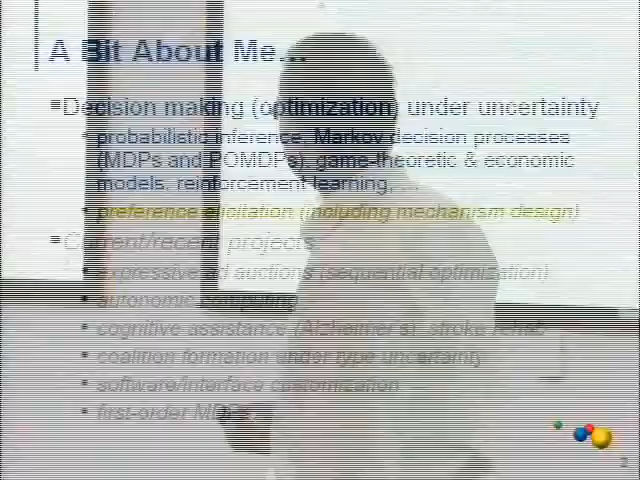 A Bit About Me...
Decision making (optimization) under uncertainty
probabilistic inference, Markov decision processes
(MDPs and POMDPs), game-theoretic & economic
models, reinforcement learning, ...
preference elicitation (including mechanism design)
Current/recent projects
expressive ad auctions (sequential optimization)
autonomic computing
cognitive assistance (Alzheimer's), stroke rehab
coalition formation under type uncertainty
software/interface customization
first-order MDPs
2